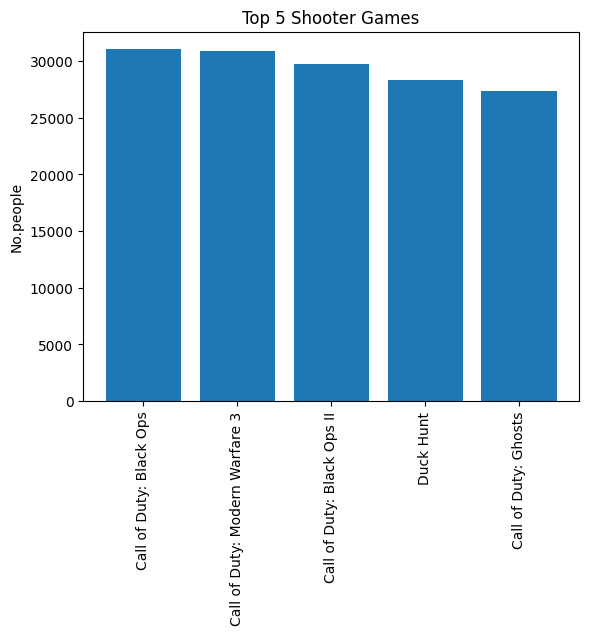 Top 5 Shooter Games
No.people
30000
25000
20000
15000
10000
5000
0
Call of Duty: Black Ops
Call of Duty: Modern Warfare 3
Call of Duty: Black Ops II
Duck Hunt
Call of Duty: Ghosts